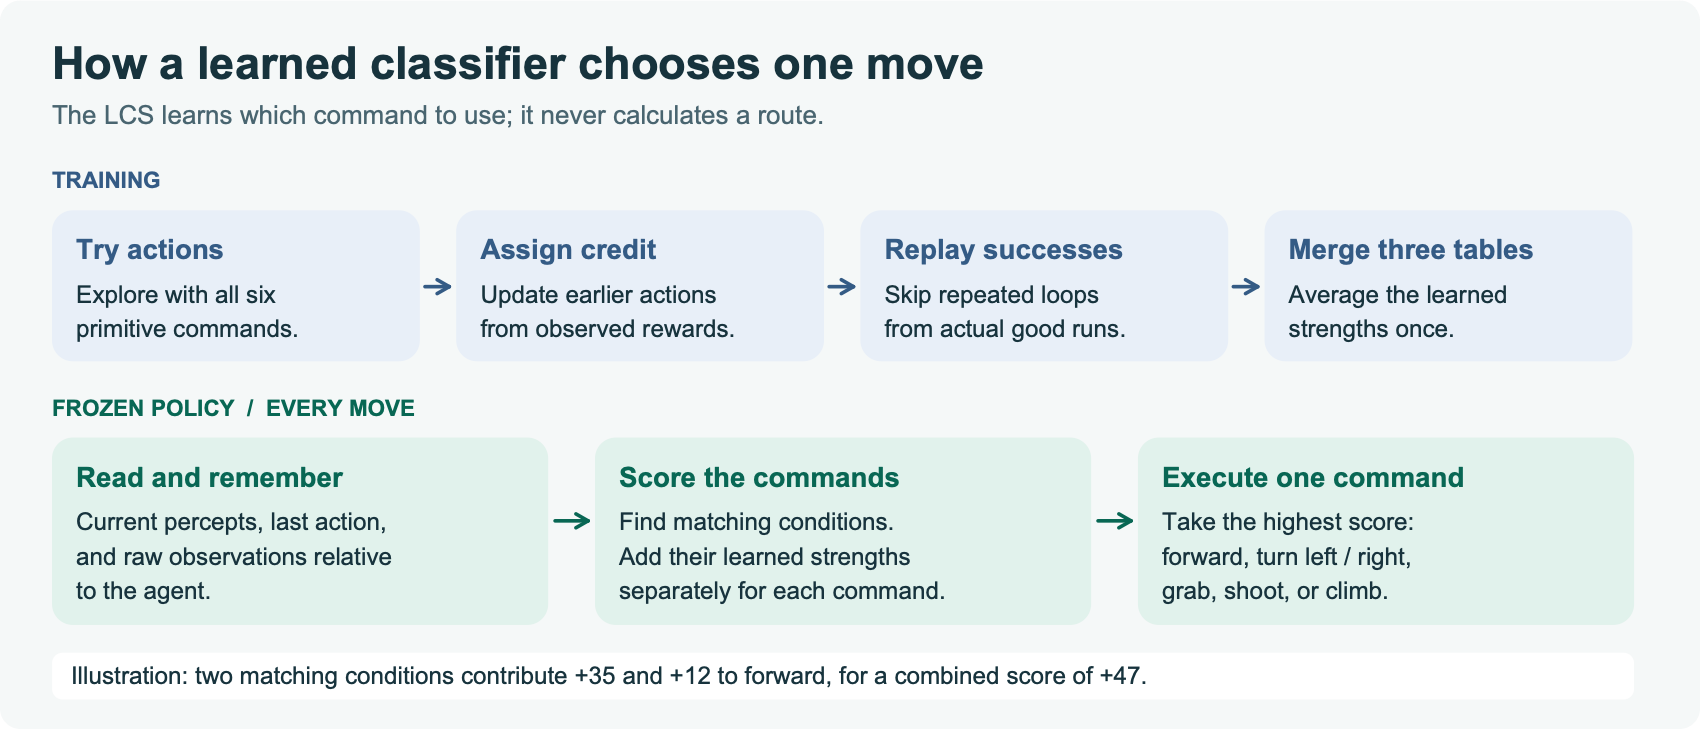 How a learned classifier chooses one move
The LCS learns which command to use; it never calculates a route.
TRAINING
Try actions
Explore with all six
primitive commands.
Assign credit
Update earlier actions
from observed rewards.
Replay successes
Skip repeated loops
from actual good runs.
Merge three tables
Average the learned
strengths once.
FROZEN POLICY / EVERY MOVE
Read and remember
Current percepts, last action,
and raw observations relative
to the agent.
Score the commands
Find matching conditions.
Add their learned strengths
separately for each command.
Execute one command
Take the highest score:
forward, turn left / right,
grab, shoot, or climb.
Illustration: two matching conditions contribute +35 and +12 to forward, for a combined score of +47.